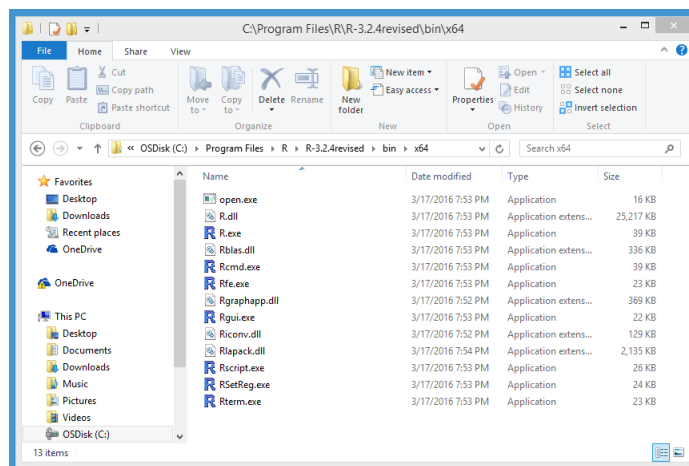 C:\Program Files\R\R-3.2.4revised\bin\x64
File Home Share View
Copy
Paste
Cut
Copy path
Paste shortcut
Clipboard
Move to
Copy to
Delete
Rename
Organize
New folder
New item
Easy access
New
Properties
Open
Edit
History
Open
Select all
Select none
Invert selection
Select
« OSDisk (C:) Program Files R R-3.2.4revised bin x64
Search x64
Favorites
Desktop
Downloads
Recent places
OneDrive
OneDrive
This PC
Desktop
Documents
Downloads
Music
Pictures
Videos
OSDisk (C:)
Name Date modified Type Size
open.exe 3/17/2016 7:53 PM Application 16 KB
R.dll 3/17/2016 7:53 PM Application extens... 25,217 KB
R.exe 3/17/2016 7:53 PM Application 39 KB
Rblas.dll 3/17/2016 7:53 PM Application extens... 336 KB
Rcmd.exe 3/17/2016 7:53 PM Application 39 KB
Rfe.exe 3/17/2016 7:53 PM Application 23 KB
Rgraphapp.dll 3/17/2016 7:52 PM Application extens... 369 KB
Rgui.exe 3/17/2016 7:53 PM Application 22 KB
Riconv.dll 3/17/2016 7:52 PM Application extens... 129 KB
Rlapack.dll 3/17/2016 7:54 PM Application extens... 2,135 KB
Rscript.exe 3/17/2016 7:53 PM Application 26 KB
RSetReg.exe 3/17/2016 7:53 PM Application 24 KB
Rterm.exe 3/17/2016 7:53 PM Application 23 KB
13 items